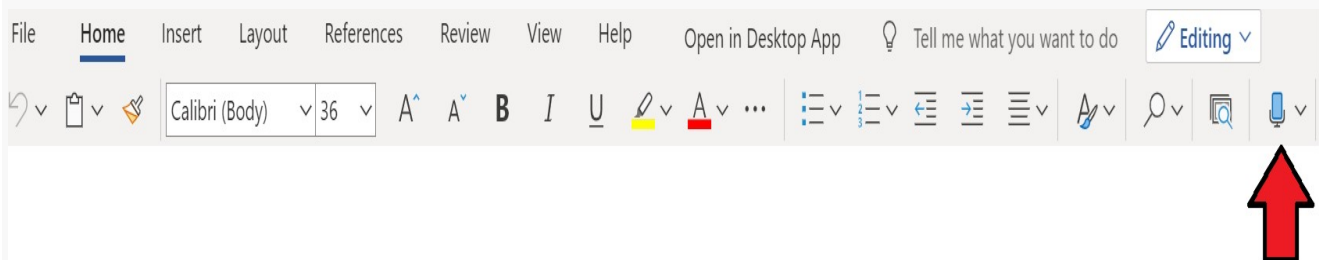 File Home Insert Layout References Review View Help Open in Desktop App Tell me what you want to do Editing
Calibri (Body) 36 A A B I U A